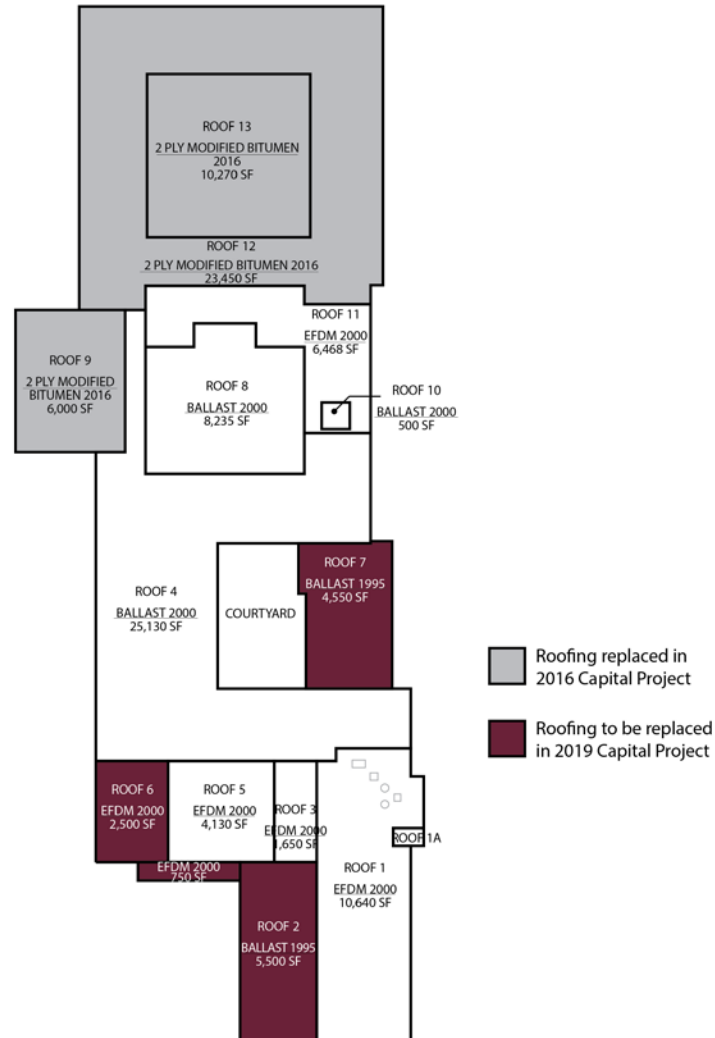 ROOF 13
2 PLY MODIFIED BITUMEN
2016
10,270 SF
ROOF 12
2 PLY MODIFIED BITUMEN 2016
23,450 SF
ROOF 11
EFDM 2000
6,468 SF
ROOF 9
2 PLY MODIFIED
BITUMEN 2016
6,000 SF
ROOF 8
BALLAST 2000
8,235 SF
ROOF 10
BALLAST 2000
500 SF
ROOF 7
BALLAST 1995
4,550 SF
ROOF 4
BALLAST 2000
25,130 SF
COURTYARD
Roofing replaced in
2016 Capital Project
Roofing to be replaced
in 2019 Capital Project
ROOF 6
EFDM 2000
2,500 SF
ROOF 5
EFDM 2000
4,130 SF
ROOF 3
EFDM 2000
1,650 SF
ROOF 1A
EFDM 2000
750 SF
ROOF 1
EFDM 2000
10,640 SF
ROOF 2
BALLAST 1995
5,500 SF